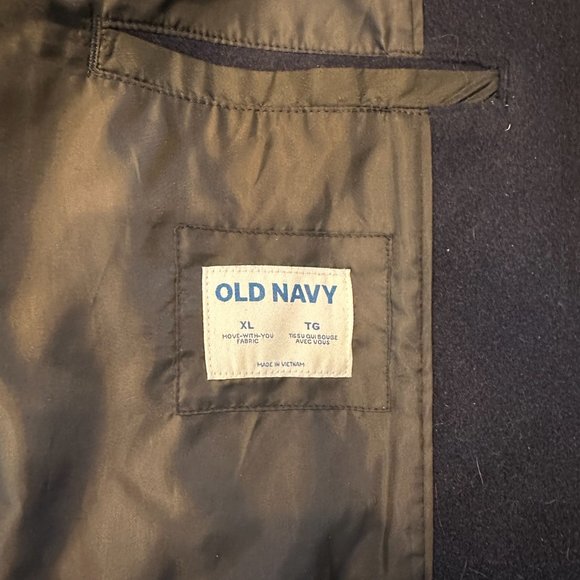 OLD NAVY
XL TG
MOVE-WITH-YOU TISSU QUI BOUGE
FABRIC AVEC VOUS
MADE IN VIETNAM